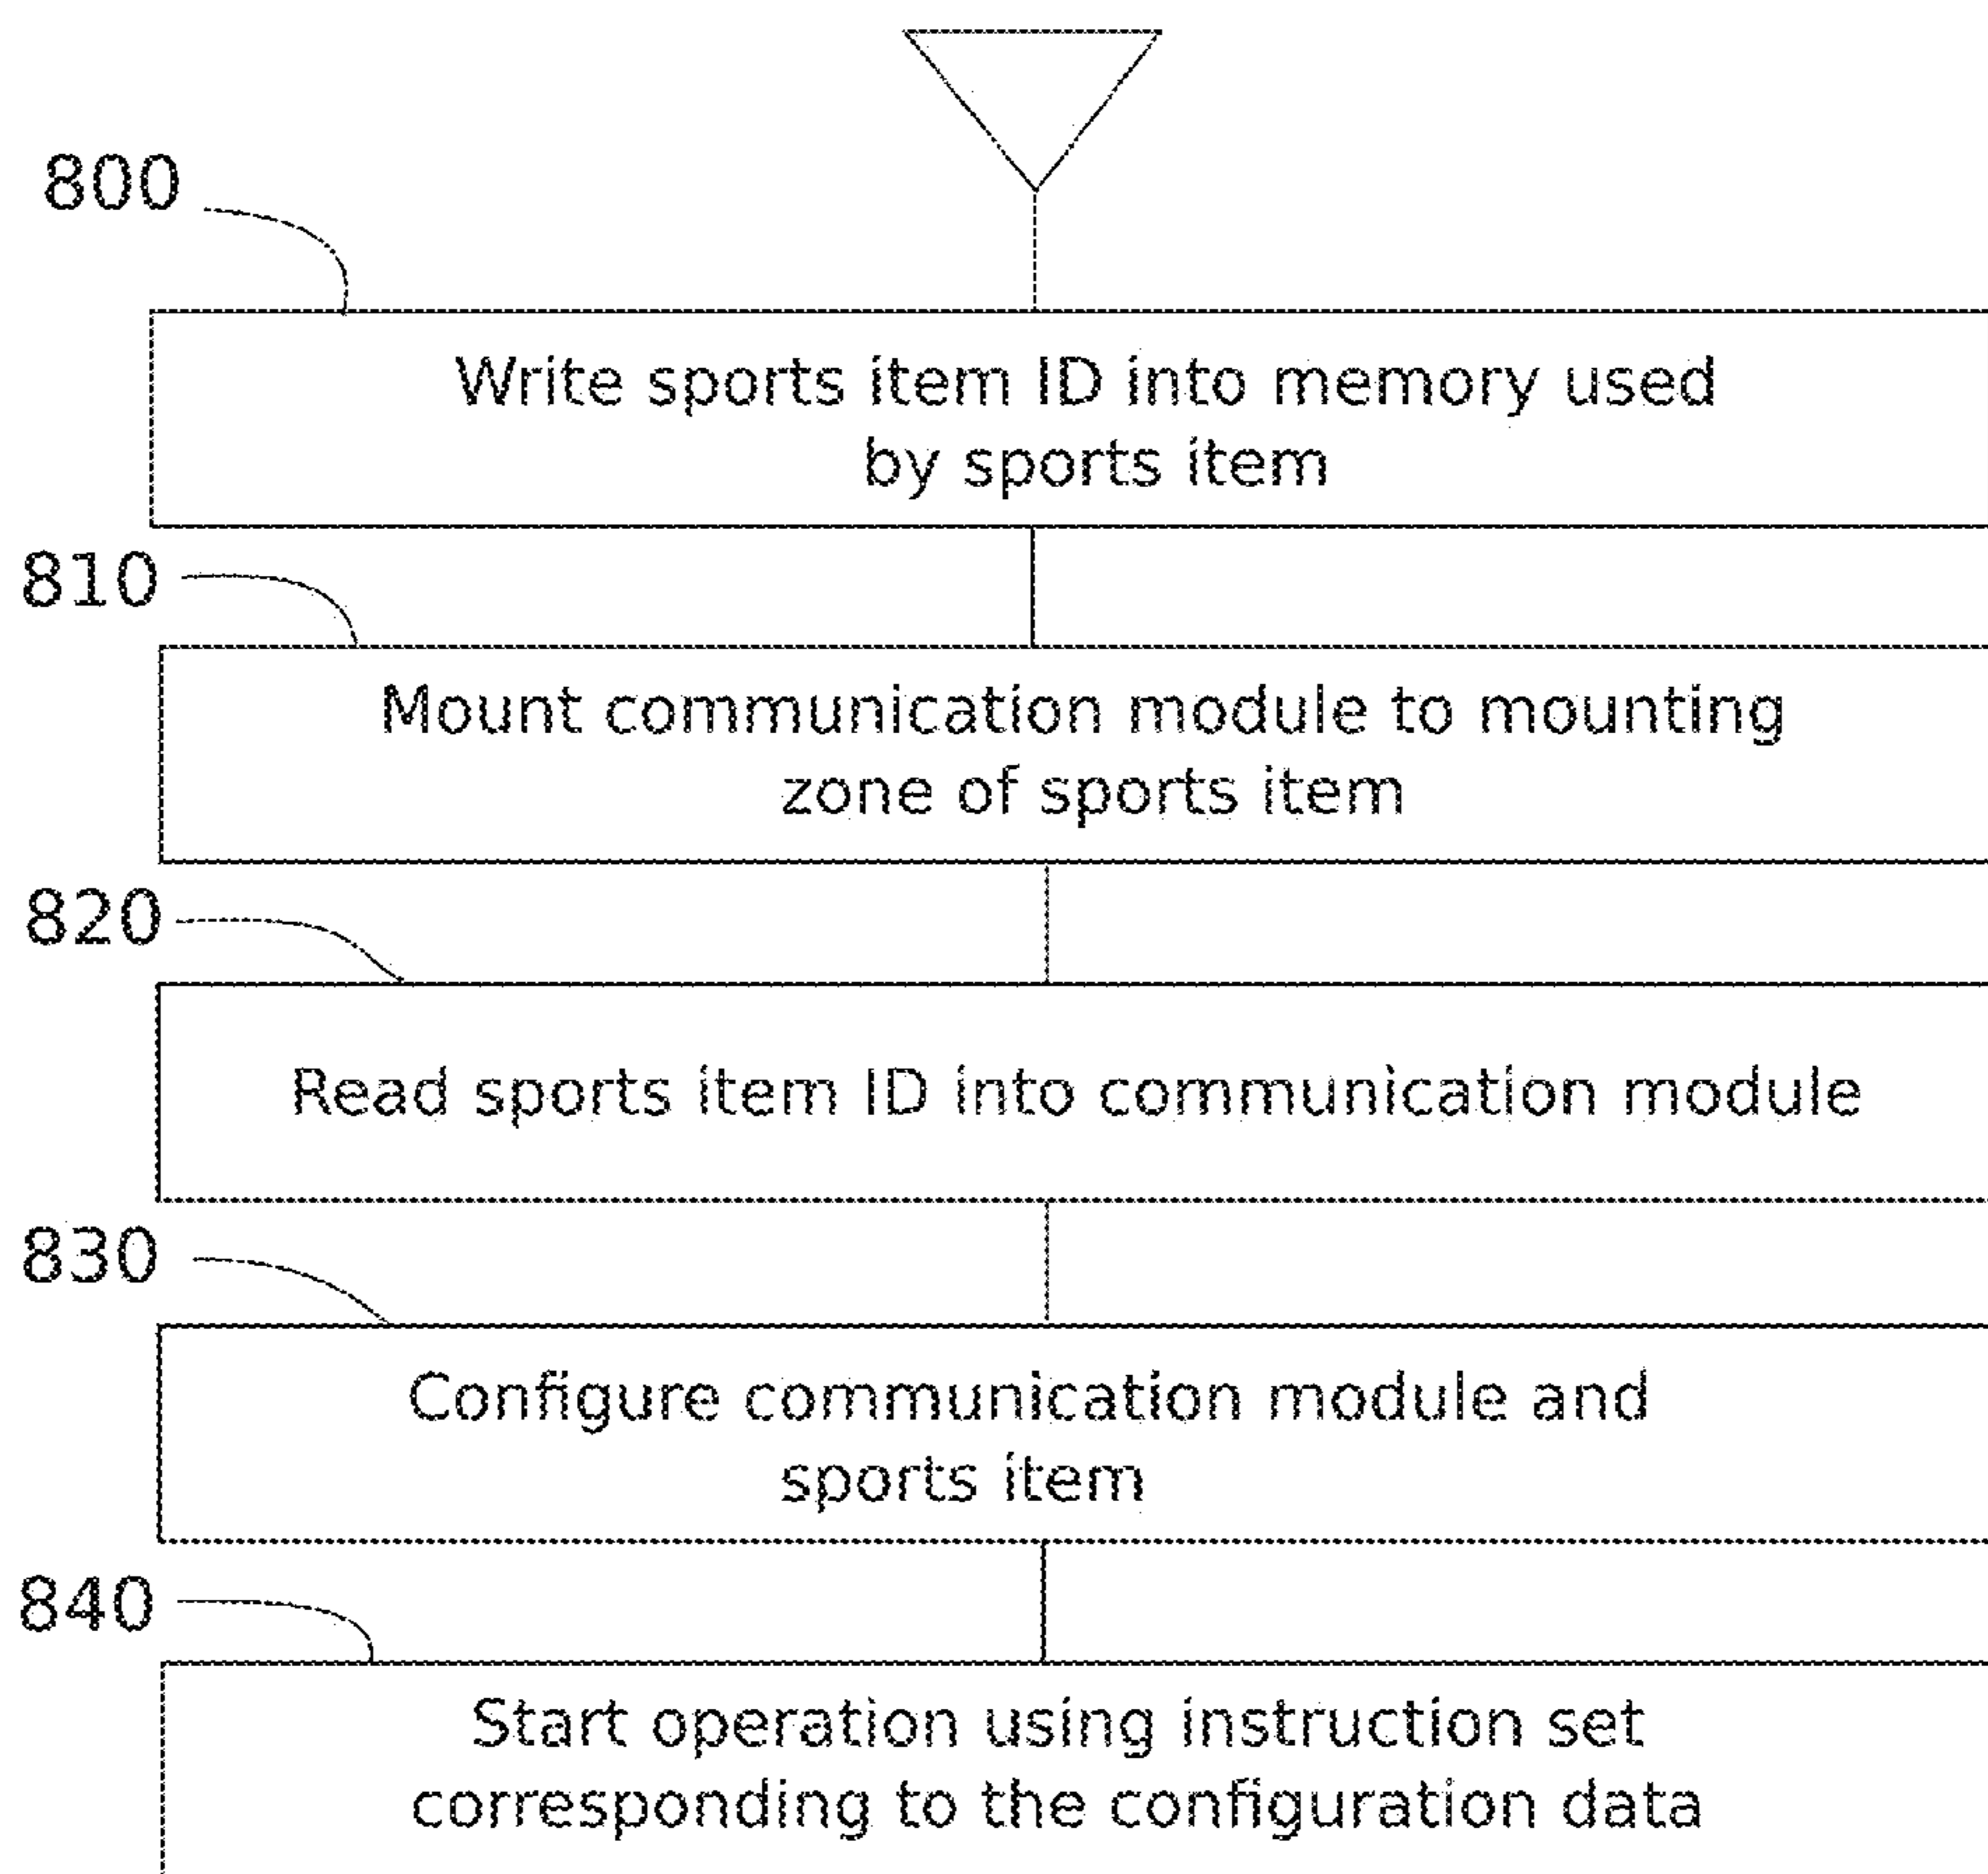 800
Write sports item ID into memory used
by sports item
810
Mount communication module to mounting
zone of sports item
820
Read sports item ID into communication module
830
Configure communication module and
sports item
840
Start operation using instruction set
corresponding to the configuration data